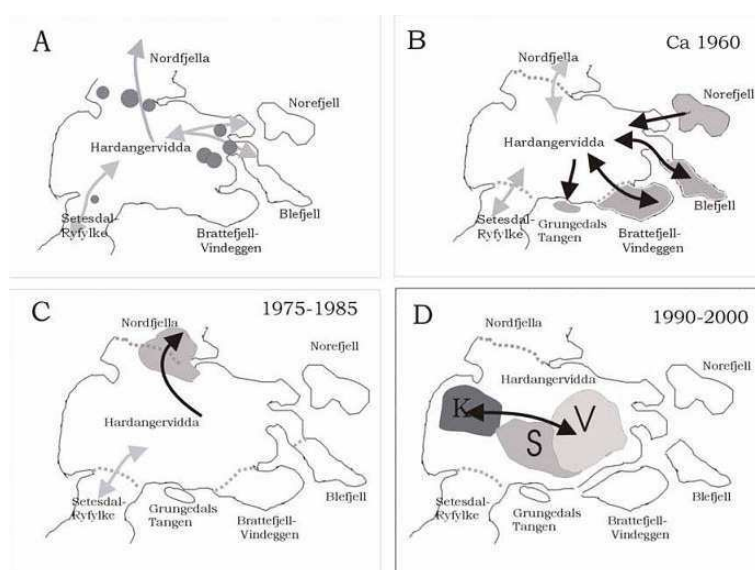 A
Nordfjella
Norefjell
Hardangervidda
Setesdal-
Ryfylke
Blefjell
Brattefjell-
Vindeggen
B
Ca 1960
Nordfjella
Norefjell
Hardangervidda
Setesdal-
Ryfylke
Grungedals
Tangen
Blefjell
Brattefjell-
Vindeggen
C
1975-1985
Nordfjella
Norefjell
Hardangervidda
Setesdal-
Ryfylke
Grungedals
Tangen
Blefjell
Brattefjell-
Vindeggen
D
1990-2000
Nordfjella
Norefjell
Hardangervidda
K
S
V
Setesdal-
Ryfylke
Grungedals
Tangen
Blefjell
Brattefjell-
Vindeggen